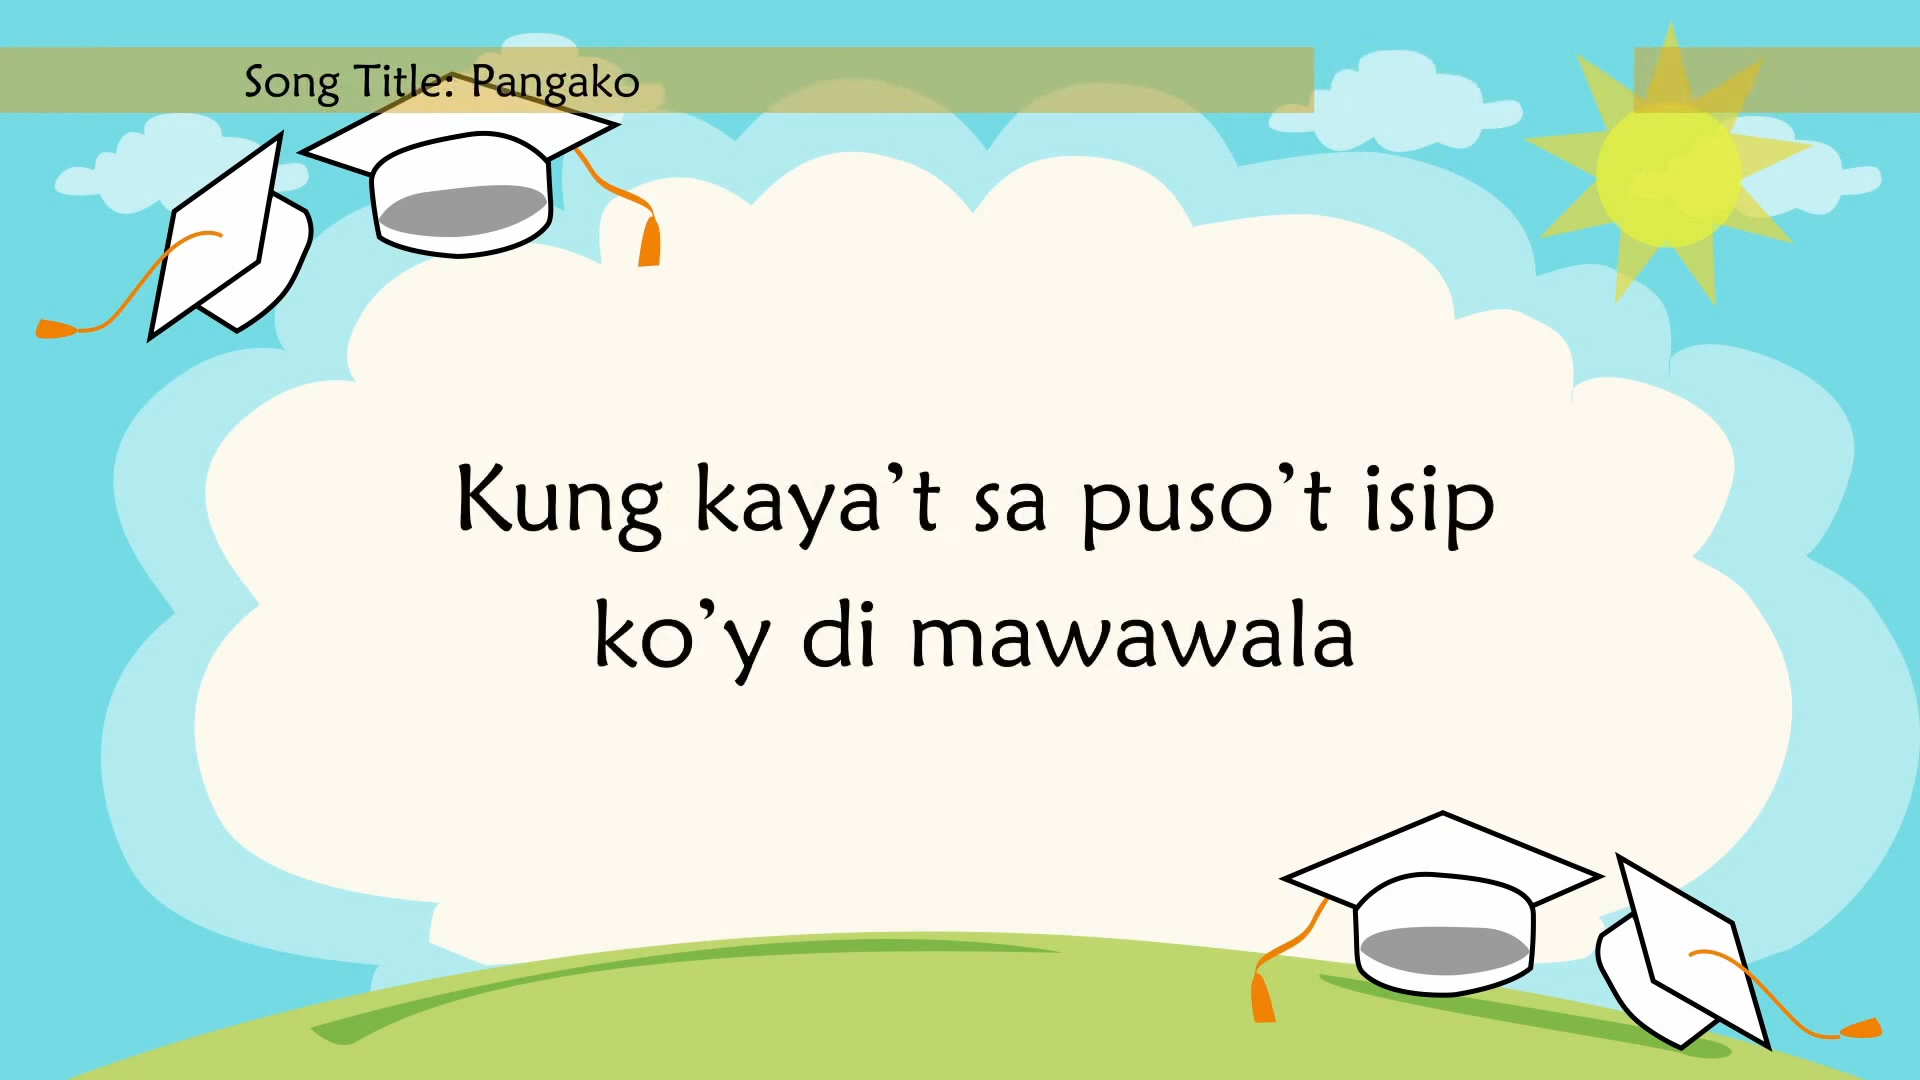 Song Title: Pangako
Kung kaya’t sa puso’t isip
ko’y di mawawala